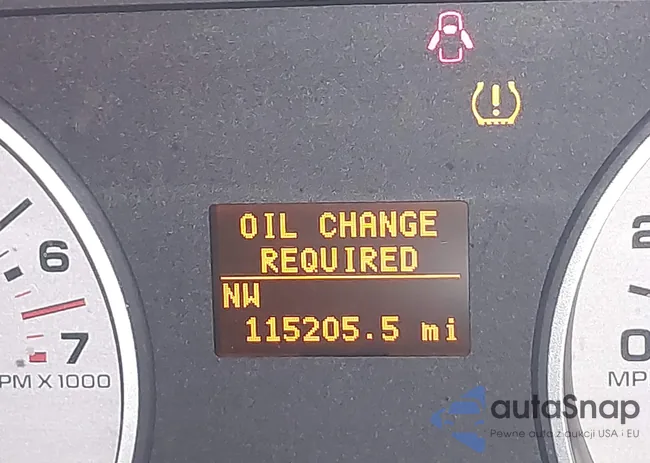 OIL CHANGE
REQUIRED
NW
115205.5 mi
6
7
PM X 1000
2
0
MP
autaSnap
Pewne auta z aukcji USA i EU